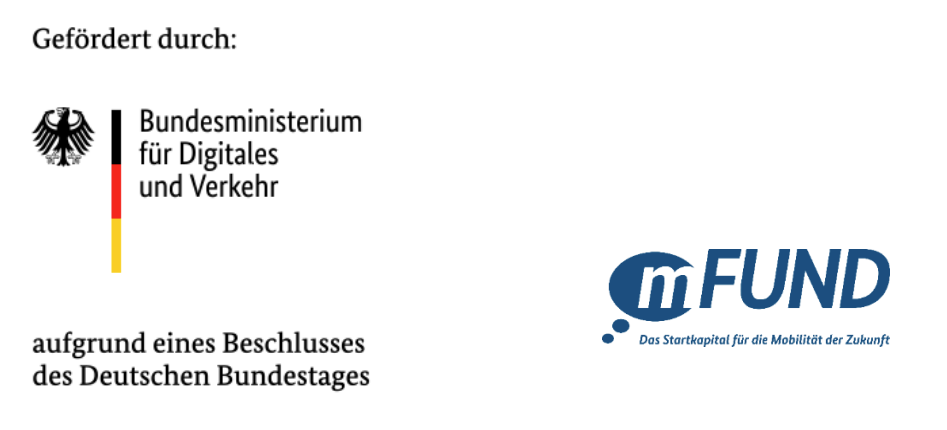 Gefördert durch:
Bundesministerium
für Digitales
und Verkehr
aufgrund eines Beschlusses
des Deutschen Bundestages
mFUND
Das Startkapital für die Mobilität der Zukunft